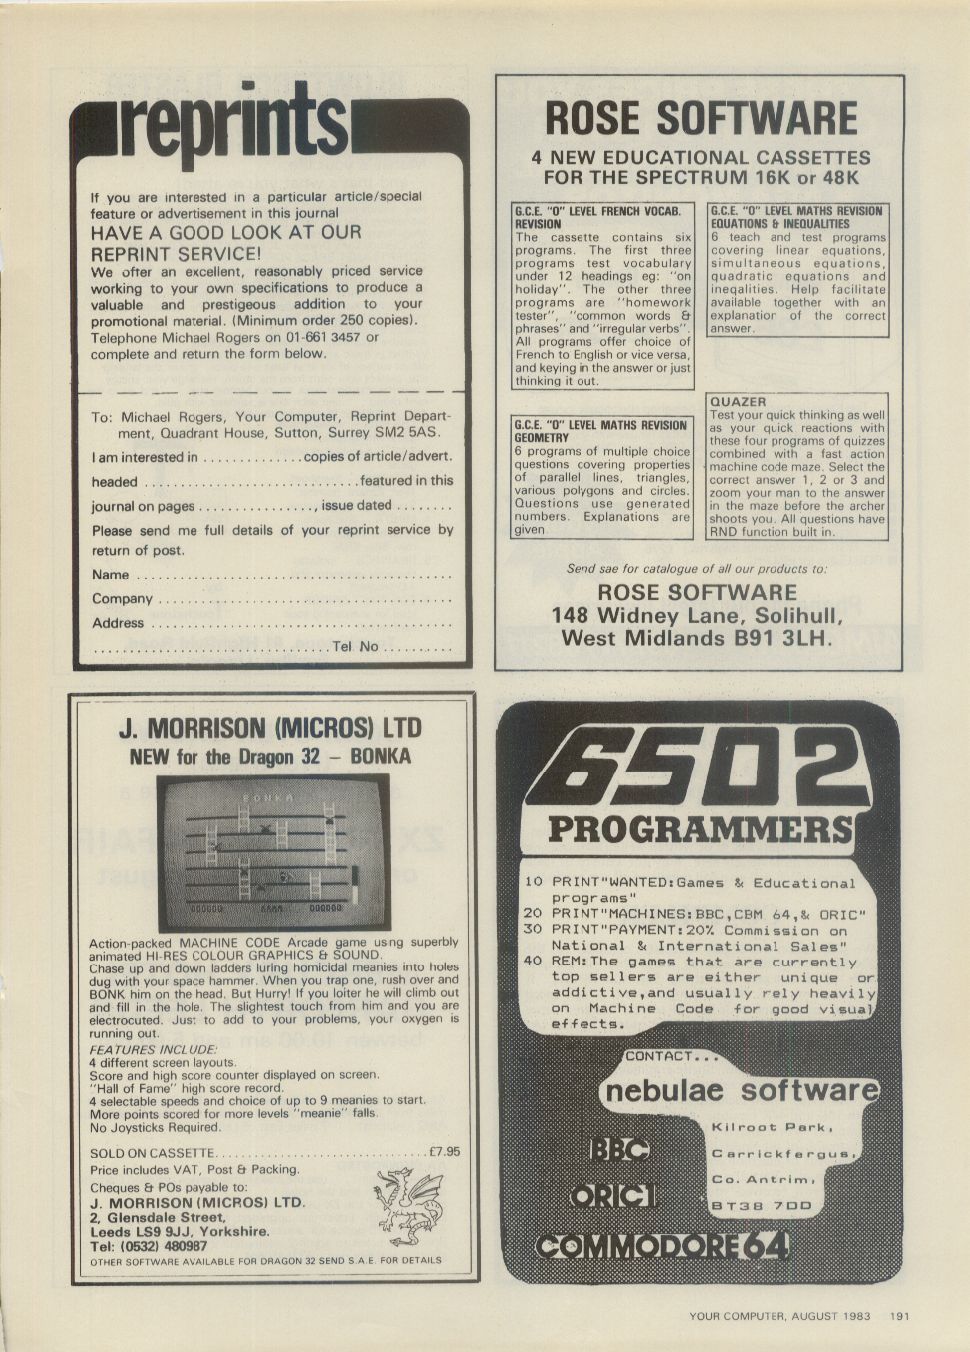 reprints
If you are interested in a particular article/special
feature or advertisement in this journal
HAVE A GOOD LOOK AT OUR
REPRINT SERVICE!
We offer an excellent, reasonably priced service
working to your own specifications to produce a
valuable and prestigeous addition to your
promotional material. (Minimum order 250 copies).
Telephone Michael Rogers on 01-661 3457 or
complete and return the form below.
To: Michael Rogers, Your Computer, Reprint Depart-
ment, Quadrant House, Sutton, Surrey SM2 5AS.
I am interested in ..............copies of article/advert.
headed ............................featured in this
journal on pages ................, issue dated ........
Please send me full details of your reprint service by
return of post.
Name ..........................................
Company .......................................
Address ........................................
...............................Tel No ..........
ROSE SOFTWARE
4 NEW EDUCATIONAL CASSETTES
FOR THE SPECTRUM 16K or 48K
G.C.E. "O" LEVEL FRENCH VOCAB.
REVISION
The cassette contains six
programs. The first three
programs test vocabulary
under 12 headings eg: "on
holiday". The other three
programs are "homework
tester", "common words &
phrases" and "irregular verbs".
All programs offer choice of
French to English or vice versa,
and keying in the answer or just
thinking it out.
G.C.E. "O" LEVEL MATHS REVISION
EQUATIONS & INEQUALITIES
6 teach and test programs
covering linear equations,
simultaneous equations,
quadratic equations and
ineqalities. Help facilitate
available together with an
explanation of the correct
answer.
G.C.E. "O" LEVEL MATHS REVISION
GEOMETRY
6 programs of multiple choice
questions covering properties
of parallel lines, triangles,
various polygons and circles.
Questions use generated
numbers. Explanations are
given.
QUAZER
Test your quick thinking as well
as your quick reactions with
these four programs of quizzes
combined with a fast action
machine code maze. Select the
correct answer 1, 2 or 3 and
zoom your man to the answer
in the maze before the archer
shoots you. All questions have
RND function built in.
Send sae for catalogue of all our products to:
ROSE SOFTWARE
148 Widney Lane, Solihull,
West Midlands B91 3LH.
J. MORRISON (MICROS) LTD
NEW for the Dragon 32 – BONKA
BONKA
000000 000000
Action-packed MACHINE CODE Arcade game using superbly
animated HI-RES COLOUR GRAPHICS & SOUND.
Chase up and down ladders luring homicidal meanies into holes
dug with your space hammer. When you trap one, rush over and
BONK him on the head. But Hurry! If you loiter he will climb out
and fill in the hole. The slightest touch from him and you are
electrocuted. Just to add to your problems, your oxygen is
running out.
FEATURES INCLUDE:
4 different screen layouts.
Score and high score counter displayed on screen.
"Hall of Fame" high score record.
4 selectable speeds and choice of up to 9 meanies to start.
More points scored for more levels "meanie" falls.
No Joysticks Required.
SOLD ON CASSETTE..............................£7.95
Price includes VAT, Post & Packing.
Cheques & POs payable to:
J. MORRISON (MICROS) LTD.
2, Glensdale Street,
Leeds LS9 9JJ, Yorkshire.
Tel: (0532) 480987
OTHER SOFTWARE AVAILABLE FOR DRAGON 32 SEND S.A.E. FOR DETAILS
6502
PROGRAMMERS
10 PRINT"WANTED:Games & Educational
programs"
20 PRINT"MACHINES:BBC,CBM 64,& ORIC"
30 PRINT"PAYMENT:20% Commission on
National & International Sales"
40 REM:The games that are currently
top sellers are either unique or
addictive,and usually rely heavily
on Machine Code for good visual
effects.
CONTACT...
nebulae software
Kilroot Park,
Carrickfergus,
Co. Antrim,
BT38 7DD
BBC
ORIC1
COMMODORE 64
YOUR COMPUTER, AUGUST 1983 191